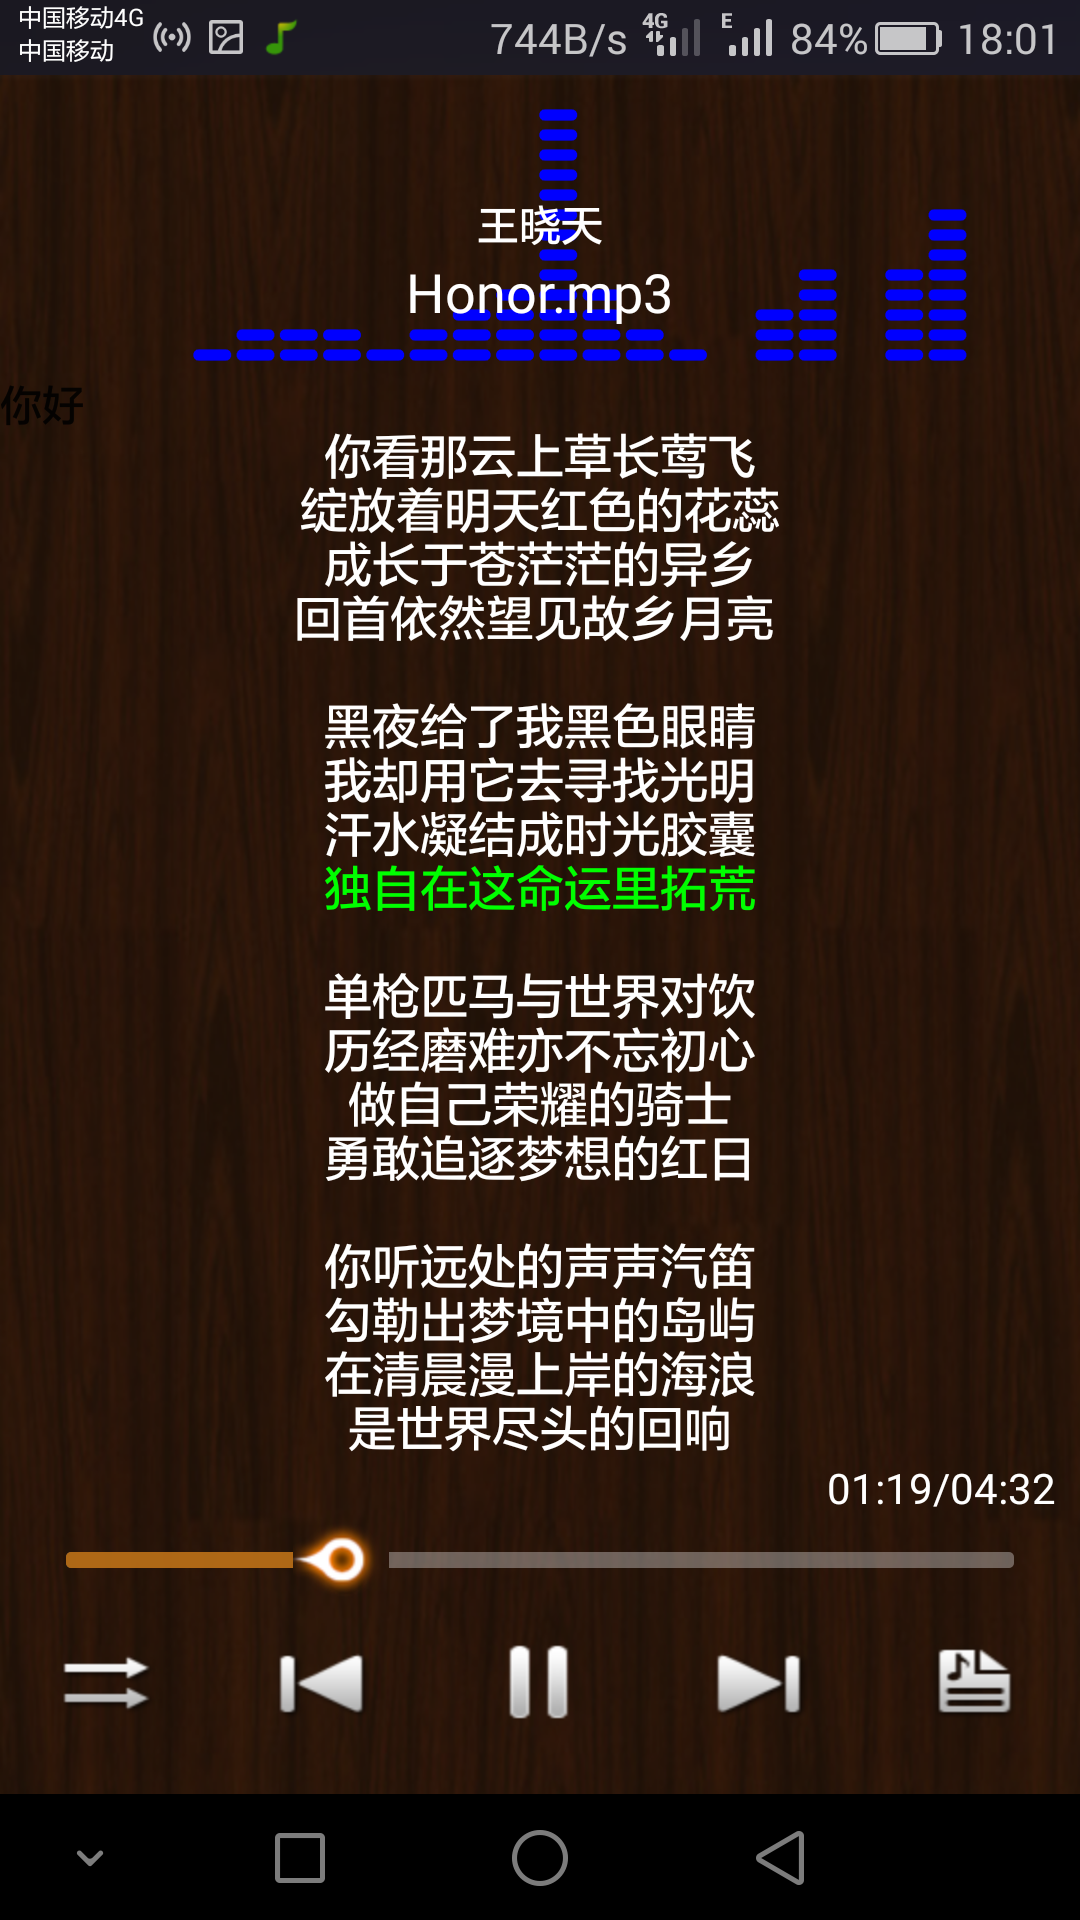 中国移动4G
中国移动
744B/s 4G E 84% 18:01
王晓天
Honor.mp3
你好
你看那云上草长莺飞
绽放着明天红色的花蕊
成长于苍茫茫的异乡
回首依然望见故乡月亮
黑夜给了我黑色眼睛
我却用它去寻找光明
汗水凝结成时光胶囊
独自在这命运里拓荒
单枪匹马与世界对饮
历经磨难亦不忘初心
做自己荣耀的骑士
勇敢追逐梦想的红日
你听远处的声声汽笛
勾勒出梦境中的岛屿
在清晨漫上岸的海浪
是世界尽头的回响
01:19/04:32